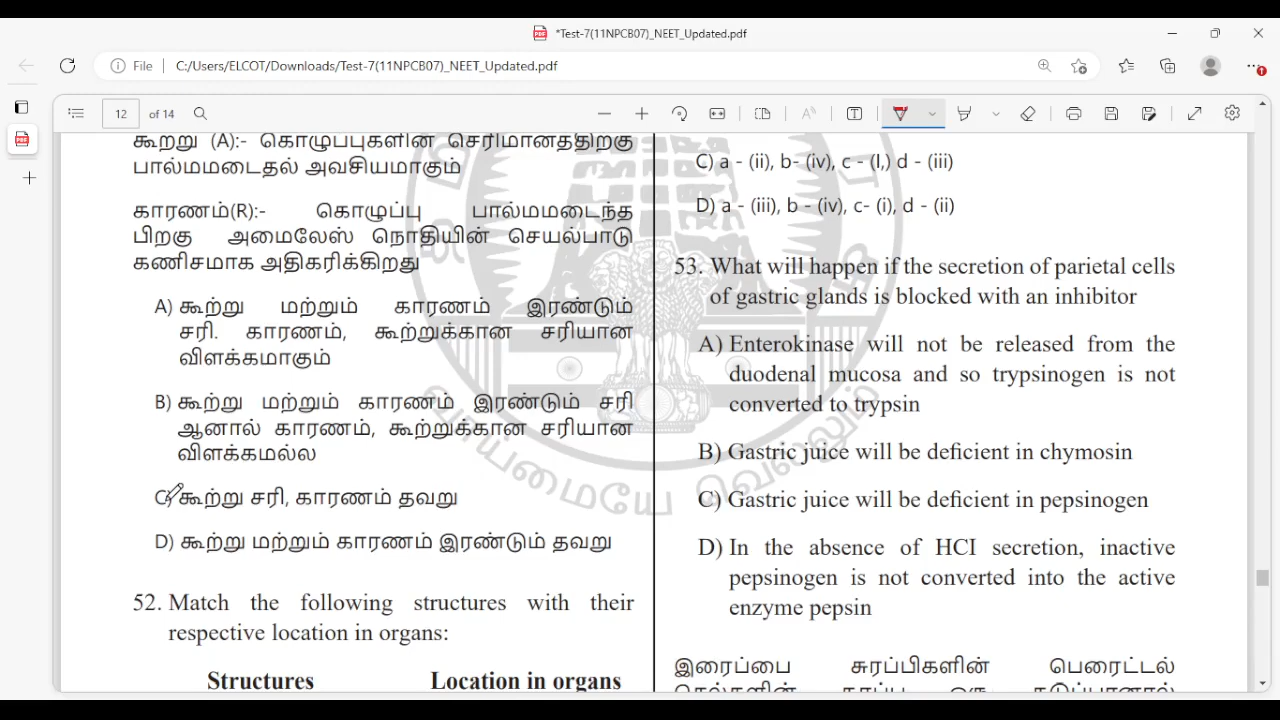 *Test-7(11NPCB07)_NEET_Updated.pdf
File C:/Users/ELCOT/Downloads/Test-7(11NPCB07)_NEET_Updated.pdf
12 of 14
கூற்று (A):- கொழுப்புகளின் செரிமானத்திற்கு
பால்மமடைதல் அவசியமாகும்
காரணம்(R):- கொழுப்பு பால்மமடைந்த
பிறகு அமைலேஸ் நொதியின் செயல்பாடு
கணிசமாக அதிகரிக்கிறது
A) கூற்று மற்றும் காரணம் இரண்டும்
சரி. காரணம், கூற்றுக்கான சரியான
விளக்கமாகும்
B) கூற்று மற்றும் காரணம் இரண்டும் சரி
ஆனால் காரணம், கூற்றுக்கான சரியான
விளக்கமல்ல
C) கூற்று சரி, காரணம் தவறு
D) கூற்று மற்றும் காரணம் இரண்டும் தவறு
52. Match the following structures with their
respective location in organs:
Structures Location in organs
C) a - (ii), b- (iv), c - (I,) d - (iii)
D) a - (iii), b - (iv), c- (i), d - (ii)
53. What will happen if the secretion of parietal cells
of gastric glands is blocked with an inhibitor
A) Enterokinase will not be released from the
duodenal mucosa and so trypsinogen is not
converted to trypsin
B) Gastric juice will be deficient in chymosin
C) Gastric juice will be deficient in pepsinogen
D) In the absence of HCI secretion, inactive
pepsinogen is not converted into the active
enzyme pepsin
இரைப்பை சுரப்பிகளின் பெரைட்டல்
வாய்மையே வெல்லும்